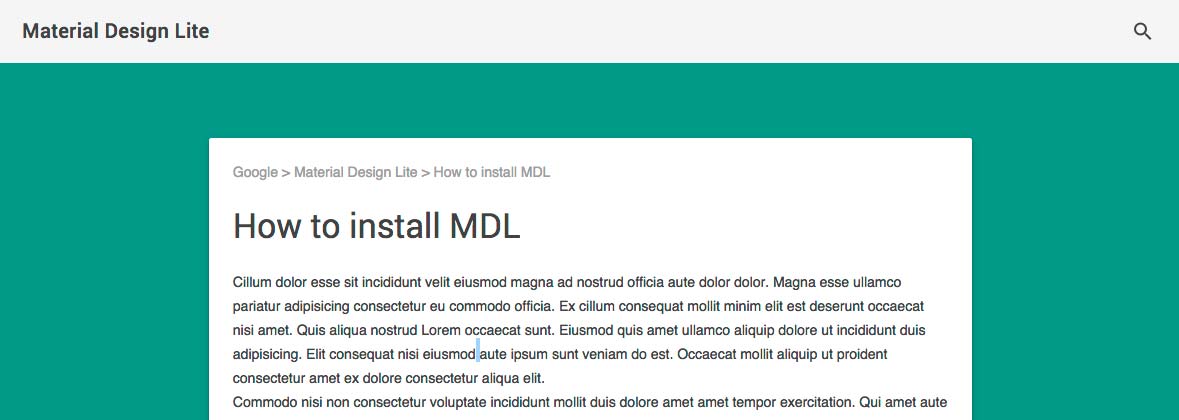 Material Design Lite
Google > Material Design Lite > How to install MDL
How to install MDL
Cillum dolor esse sit incididunt velit eiusmod magna ad nostrud officia aute dolor dolor. Magna esse ullamco
pariatur adipisicing consectetur eu commodo officia. Ex cillum consequat mollit minim elit est deserunt occaecat
nisi amet. Quis aliqua nostrud Lorem occaecat sunt. Eiusmod quis amet ullamco aliquip dolore ut incididunt duis
adipisicing. Elit consequat nisi eiusmod aute ipsum sunt veniam do est. Occaecat mollit aliquip ut proident
consectetur amet ex dolore consectetur aliqua elit.
Commodo nisi non consectetur voluptate incididunt mollit duis dolore amet amet tempor exercitation. Qui amet aute